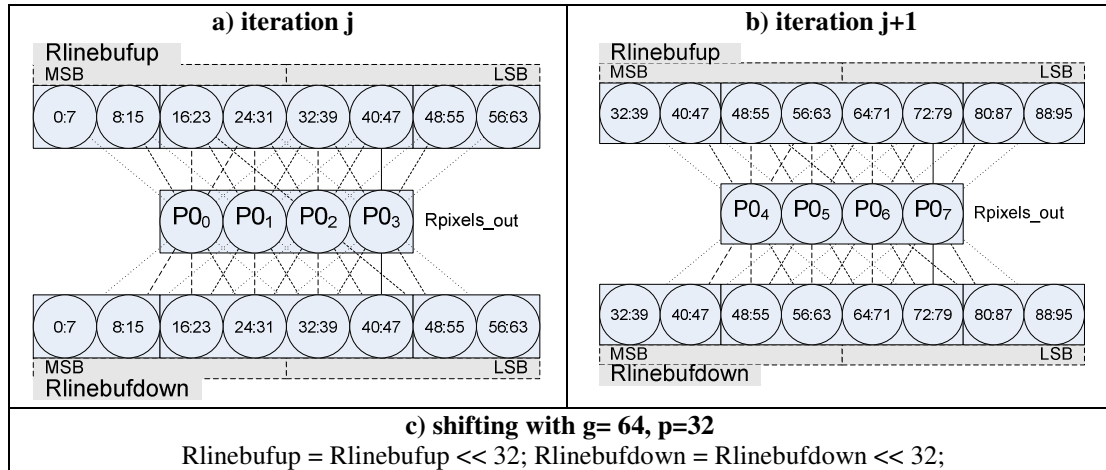 a) iteration j
Rlinebufup
MSB LSB
0:7 8:15 16:23 24:31 32:39 40:47 48:55 56:63
P0₀ P0₁ P0₂ P0₃ Rpixels_out
0:7 8:15 16:23 24:31 32:39 40:47 48:55 56:63
MSB LSB
Rlinebufdown
b) iteration j+1
Rlinebufup
MSB LSB
32:39 40:47 48:55 56:63 64:71 72:79 80:87 88:95
P0₄ P0₅ P0₆ P0₇ Rpixels_out
32:39 40:47 48:55 56:63 64:71 72:79 80:87 88:95
MSB LSB
Rlinebufdown
c) shifting with g= 64, p=32
Rlinebufup = Rlinebufup << 32; Rlinebufdown = Rlinebufdown << 32;